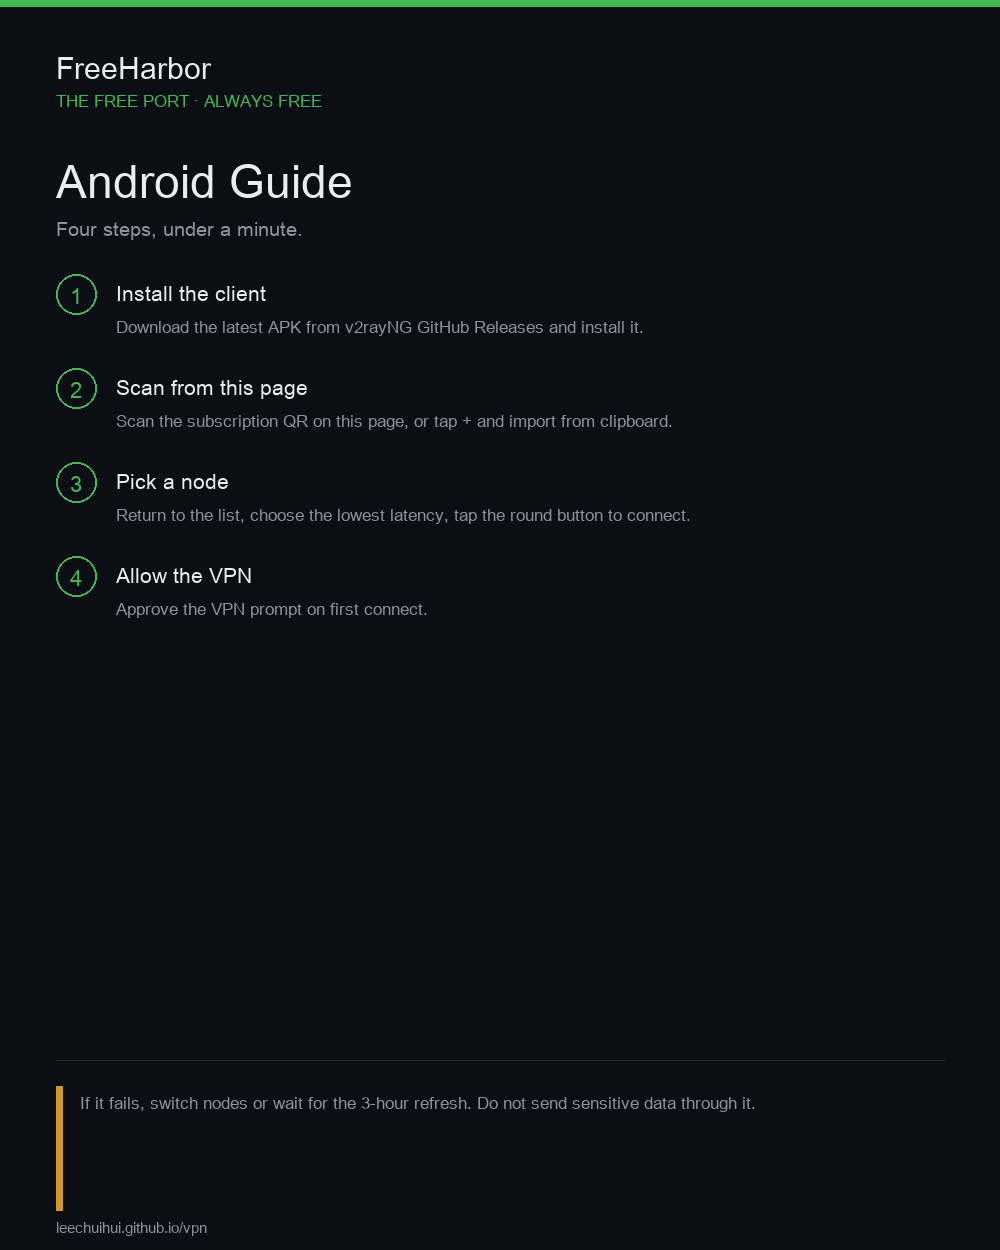 FreeHarbor
THE FREE PORT · ALWAYS FREE
Android Guide
Four steps, under a minute.
1
Install the client
Download the latest APK from v2rayNG GitHub Releases and install it.
2
Scan from this page
Scan the subscription QR on this page, or tap + and import from clipboard.
3
Pick a node
Return to the list, choose the lowest latency, tap the round button to connect.
4
Allow the VPN
Approve the VPN prompt on first connect.
If it fails, switch nodes or wait for the 3-hour refresh. Do not send sensitive data through it.
leechuihui.github.io/vpn